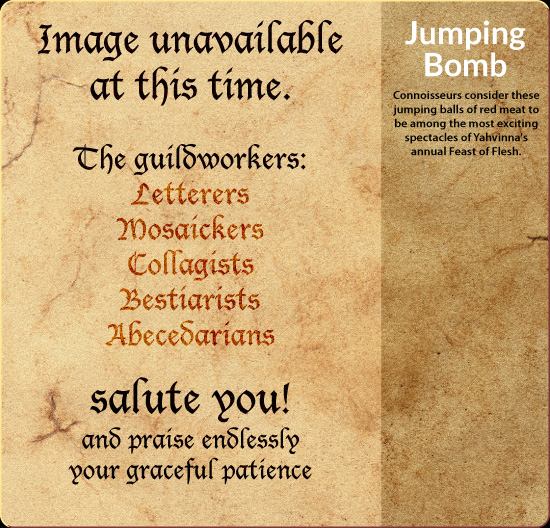 Image unavailable
at this time.
The guildworkers:
Letterers
Mosaickers
Collagists
Bestiarists
Abecedarians
salute you!
and praise endlessly
your graceful patience
Jumping
Bomb
Connoisseurs consider these
jumping balls of red meat to
be among the most exciting
spectacles of Yahvinna's
annual Feast of Flesh.